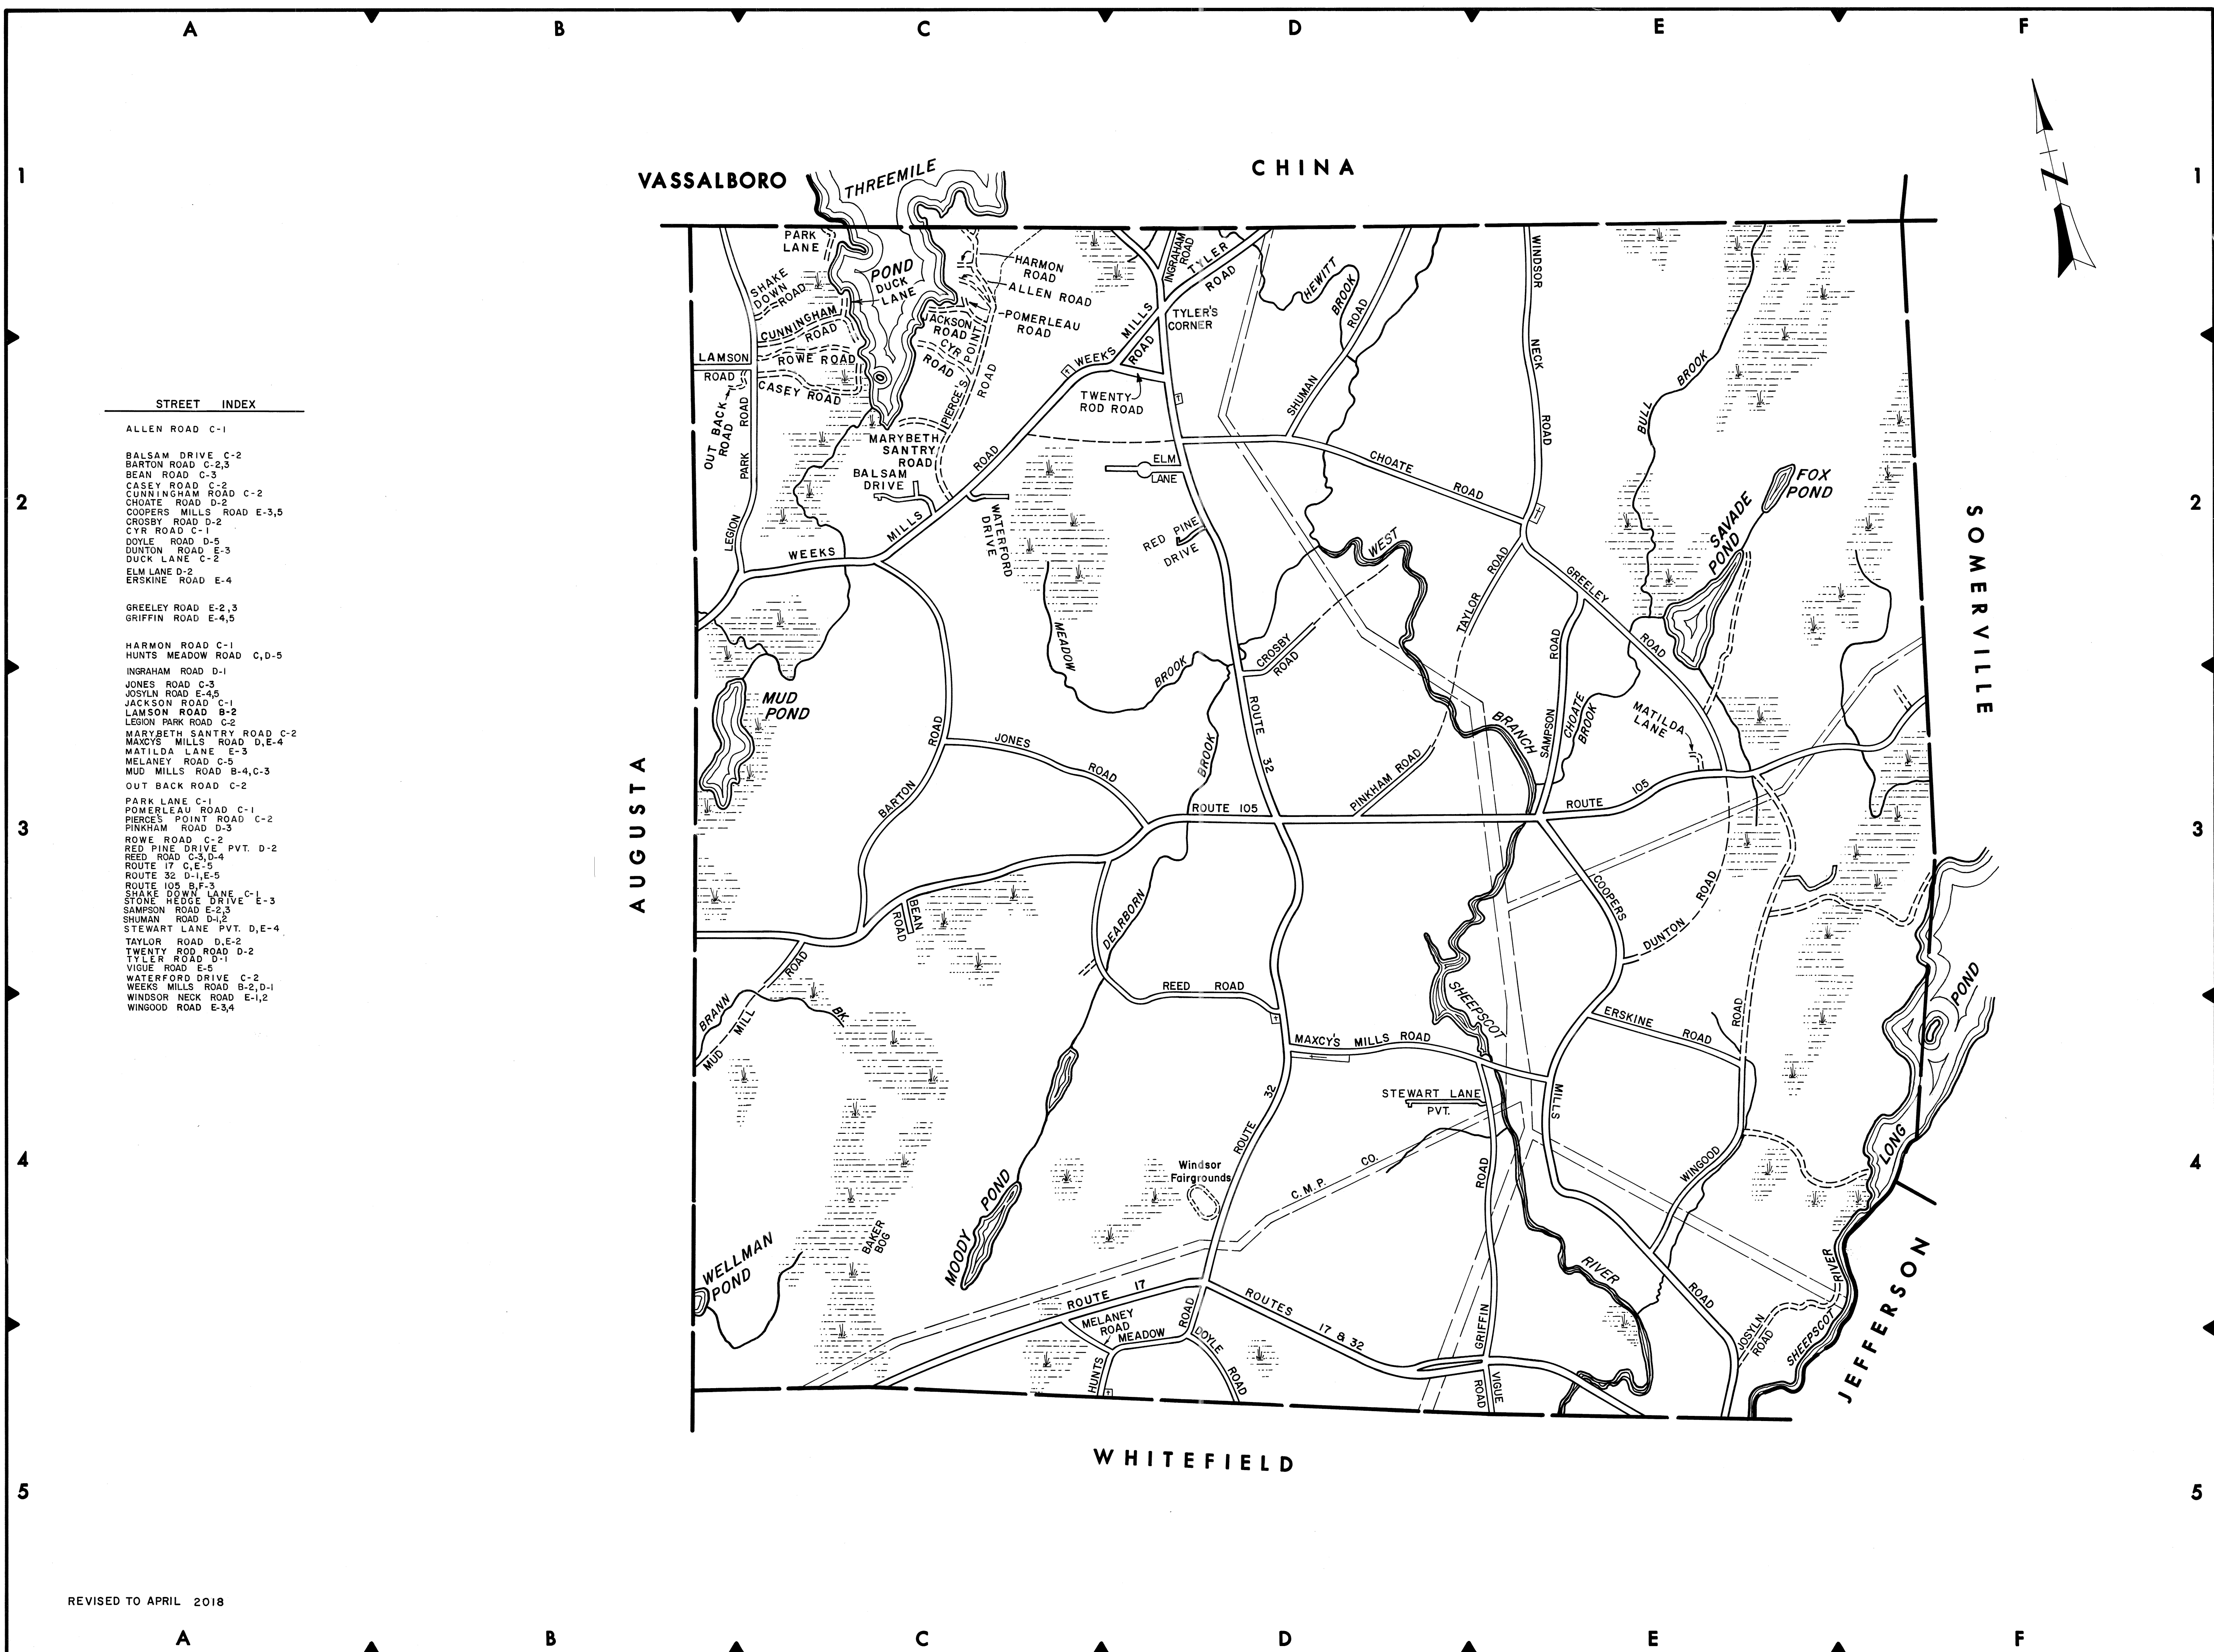 A B C D E F
1
VASSALBORO
THREEMILE
CHINA
1
PARK
LANE
POND
DUCK
LANE
SHAKE
DOWN
ROAD
HARMON
ROAD
ALLEN ROAD
POMERLEAU
ROAD
INGRAHAM
ROAD
TYLER
ROAD
HEWITT
BROOK
WINDSOR
NECK
ROAD
CUNNINGHAM
ROAD
JACKSON
ROAD
CYR
ROAD
TYLER'S
CORNER
LAMSON
ROAD
ROWE ROAD
CASEY ROAD
PIERCE'S POINT
ROAD
WEEKS MILLS
ROAD
TWENTY
ROD ROAD
SHUMAN
ROAD
BULL
BROOK
OUT BACK
ROAD
LEGION PARK ROAD
MARYBETH
SANTRY
ROAD
BALSAM
DRIVE
WEEKS MILLS ROAD
WATERFORD
DRIVE
ELM
LANE
CHOATE
ROAD
RED PINE
DRIVE
FOX
POND
SAVADE
POND
2
2
SOMERVILLE
WEST
TAYLOR ROAD
GREELEY
ROAD
MEADOW
BROOK
CROSBY
ROAD
MUD
POND
ROUTE
32
BRANCH
SAMPSON ROAD
CHOATE
BROOK
MATILDA
LANE
AUGUSTA
BARTON ROAD
JONES
ROAD
BROOK
PINKHAM ROAD
ROUTE 105
ROUTE 105
3
3
BEAN
ROAD
DEARBORN
COOPERS
DUNTON ROAD
BRANN
BK.
MUD MILL ROAD
REED ROAD
SHEEPSCOT
ERSKINE
ROAD
ROAD
POND
MAXCY'S MILLS ROAD
STEWART LANE
PVT.
MILLS
ROUTE 32
4
4
Windsor
Fairgrounds
C.M.P. CO.
ROAD
WINGOOD
LONG
MOODY POND
BAKER
BOG
WELLMAN
POND
RIVER
ROAD
RIVER
ROUTE 17
MELANEY
ROAD
MEADOW
ROAD
HUNTS
DOYLE
ROAD
ROUTES
17 & 32
GRIFFIN
VIGUE
ROAD
JOSYLN
ROAD
SHEEPSCOT
JEFFERSON
WHITEFIELD
5
5
STREET INDEX
ALLEN ROAD C-1
BALSAM DRIVE C-2
BARTON ROAD C-2,3
BEAN ROAD C-3
CASEY ROAD C-2
CUNNINGHAM ROAD C-2
CHOATE ROAD D-2
COOPERS MILLS ROAD E-3,5
CROSBY ROAD D-2
CYR ROAD C-1
DOYLE ROAD D-5
DUNTON ROAD E-3
DUCK LANE C-2
ELM LANE D-2
ERSKINE ROAD E-4
GREELEY ROAD E-2,3
GRIFFIN ROAD E-4,5
HARMON ROAD C-1
HUNTS MEADOW ROAD C,D-5
INGRAHAM ROAD D-1
JONES ROAD C-3
JOSYLN ROAD E-4,5
JACKSON ROAD C-1
LAMSON ROAD B-2
LEGION PARK ROAD C-2
MARYBETH SANTRY ROAD C-2
MAXCYS MILLS ROAD D,E-4
MATILDA LANE E-3
MELANEY ROAD C-5
MUD MILLS ROAD B-4,C-3
OUT BACK ROAD C-2
PARK LANE C-1
POMERLEAU ROAD C-1
PIERCE'S POINT ROAD C-2
PINKHAM ROAD D-3
ROWE ROAD C-2
RED PINE DRIVE PVT. D-2
REED ROAD C-3,D-4
ROUTE 17 C,E-5
ROUTE 32 D-1,E-5
ROUTE 105 B,F-3
SHAKE DOWN LANE C-1
STONE HEDGE DRIVE E-3
SAMPSON ROAD E-2,3
SHUMAN ROAD D-1,2
STEWART LANE PVT. D,E-4
TAYLOR ROAD D,E-2
TWENTY ROD ROAD D-2
TYLER ROAD D-1
VIGUE ROAD E-5
WATERFORD DRIVE C-2
WEEKS MILLS ROAD B-2,D-1
WINDSOR NECK ROAD E-1,2
WINGOOD ROAD E-3,4
REVISED TO APRIL 2018
A B C D E F
N